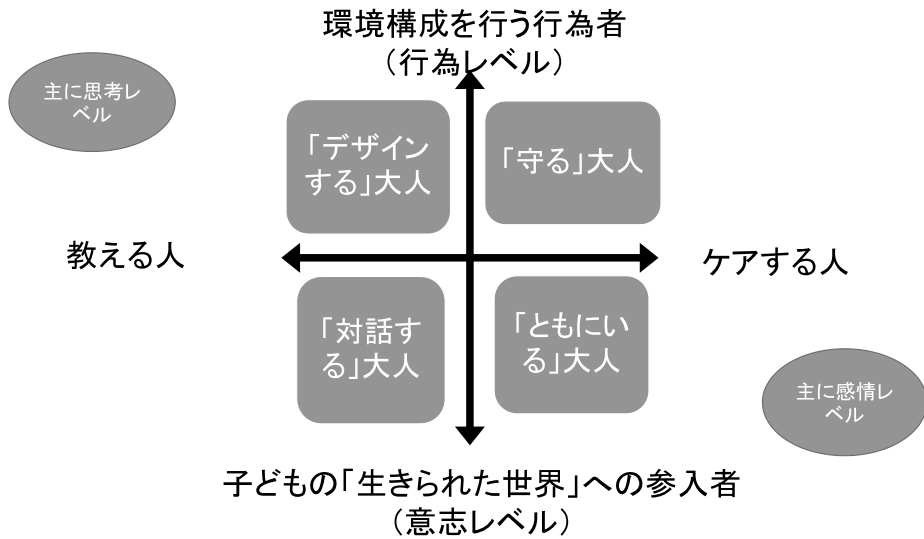 環境構成を行う行為者
（行為レベル）
主に思考レ
ベル
「デザイン
する」大人
「守る」大人
教える人
ケアする人
「対話す
る」大人
「ともにい
る」大人
主に感情レ
ベル
子どもの「生きられた世界」への参入者
（意志レベル）